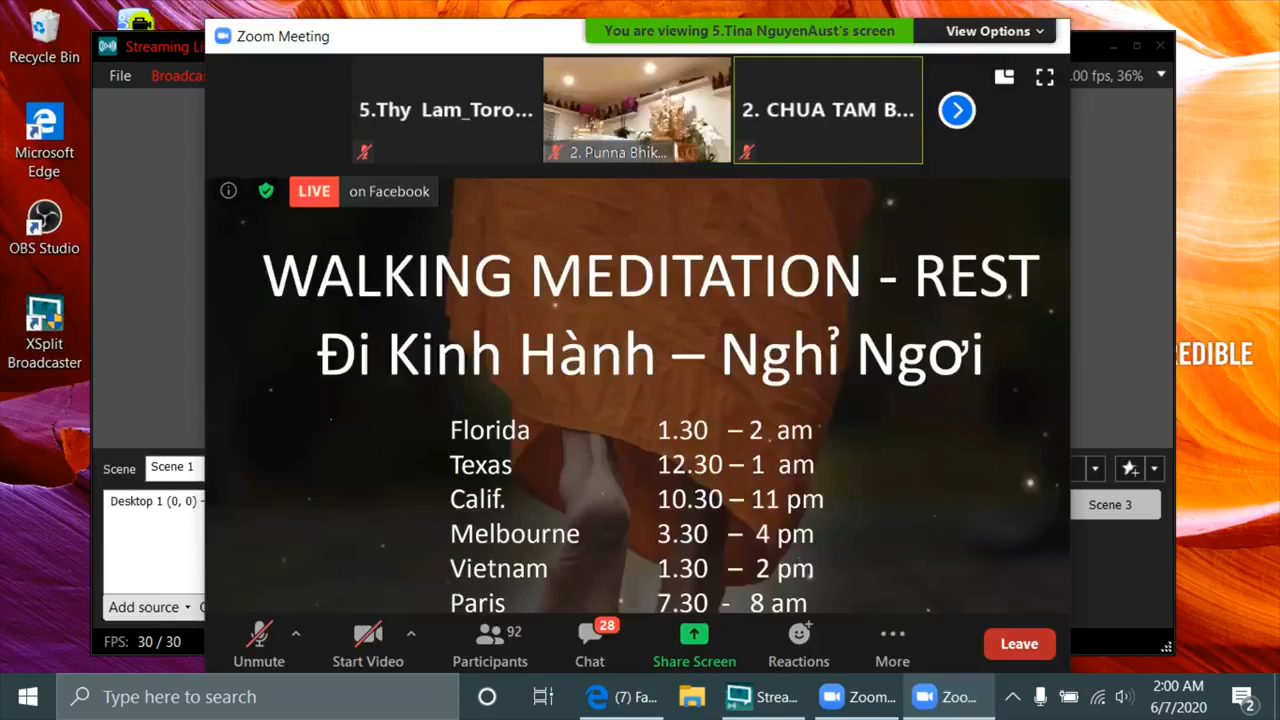 Recycle Bin
Microsoft
Edge
OBS Studio
XSplit
Broadcaster
Streaming Li
File
Broadcas
Zoom Meeting
You are viewing 5.Tina NguyenAust's screen
View Options
.00 fps, 36%
5.Thy Lam_Toro...
2. Punna Bhik...
2. CHUA TAM B...
LIVE
on Facebook
WALKING MEDITATION - REST
Đi Kinh Hành – Nghỉ Ngơi
Florida 1.30 – 2 am
Texas 12.30 – 1 am
Calif. 10.30 – 11 pm
Melbourne 3.30 – 4 pm
Vietnam 1.30 – 2 pm
Paris 7.30 - 8 am
REDIBLE
Scene
Scene 1
Desktop 1 (0, 0) -
Scene 3
Add source
FPS: 30 / 30
Unmute
Start Video
92
Participants
28
Chat
Share Screen
Reactions
More
Leave
Type here to search
(7) Fa...
Strea...
Zoom...
Zoo...
2:00 AM
6/7/2020
2